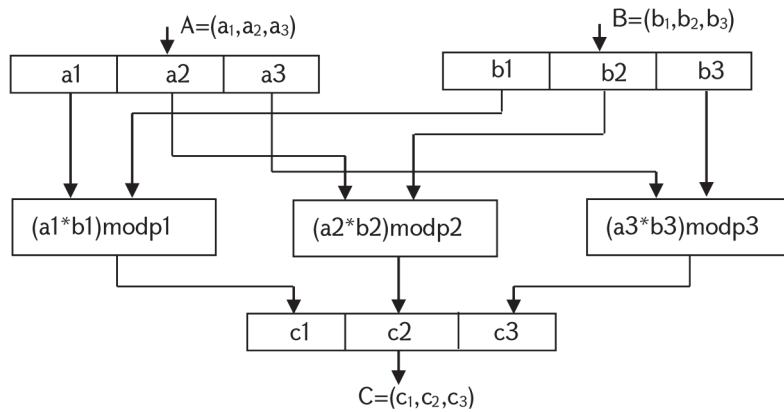 A=(a₁,a₂,a₃)
B=(b₁,b₂,b₃)
a1 a2 a3
b1 b2 b3
(a1*b1)modp1
(a2*b2)modp2
(a3*b3)modp3
c1 c2 c3
C=(c₁,c₂,c₃)